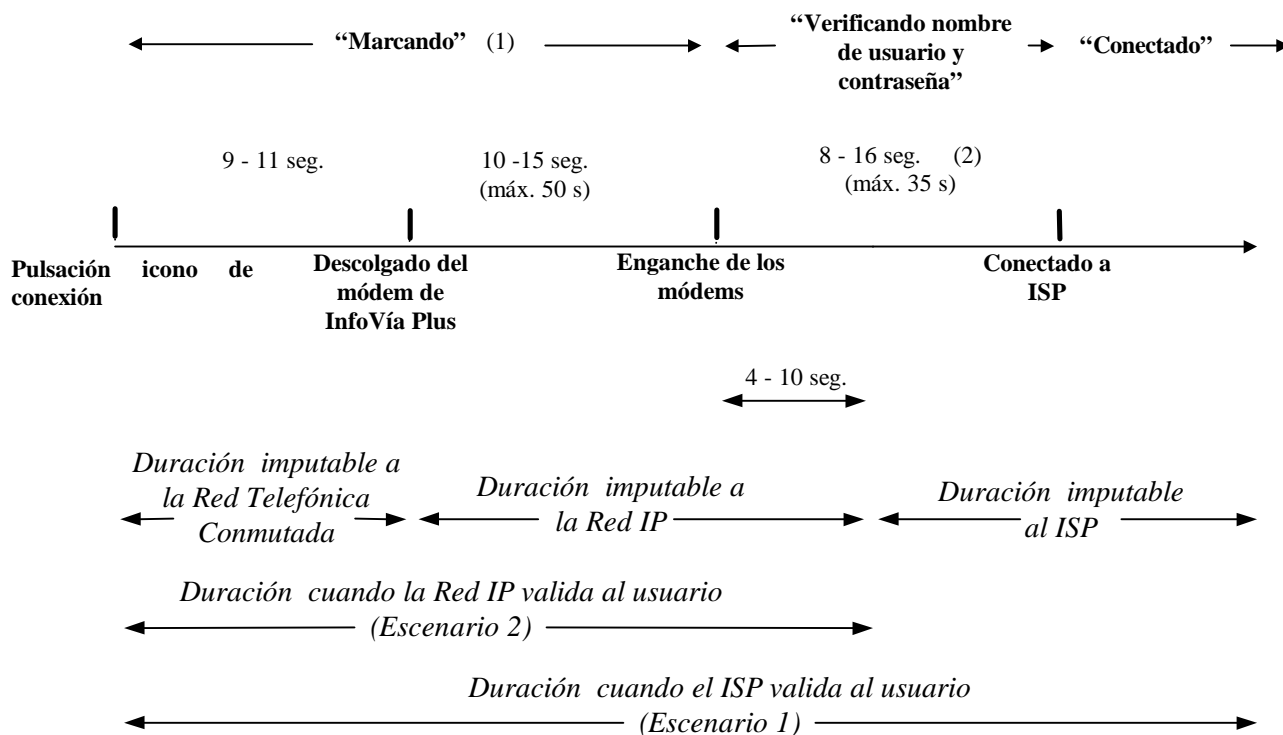 “Marcando” (1)
“Verificando nombre
de usuario y
contraseña”
“Conectado”
9 - 11 seg.
10 -15 seg.
(máx. 50 s)
8 - 16 seg. (2)
(máx. 35 s)
Pulsación icono de
conexión
Descolgado del
módem de
InfoVía Plus
Enganche de los
módems
Conectado a
ISP
4 - 10 seg.
Duración imputable a
la Red Telefónica
Conmutada
Duración imputable a
la Red IP
Duración imputable
al ISP
Duración cuando la Red IP valida al usuario
(Escenario 2)
Duración cuando el ISP valida al usuario
(Escenario 1)